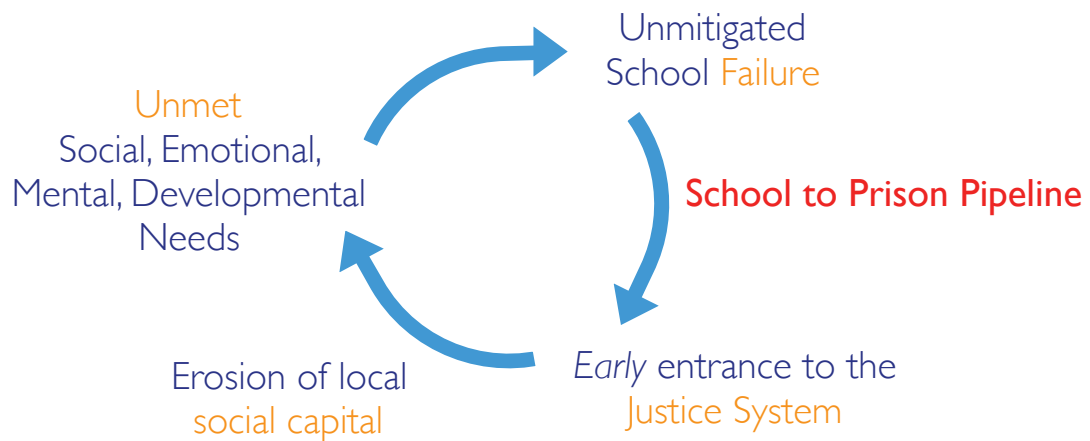 Unmitigated
School Failure
Unmet
Social, Emotional,
Mental, Developmental
Needs
School to Prison Pipeline
Early entrance to the
Justice System
Erosion of local
social capital